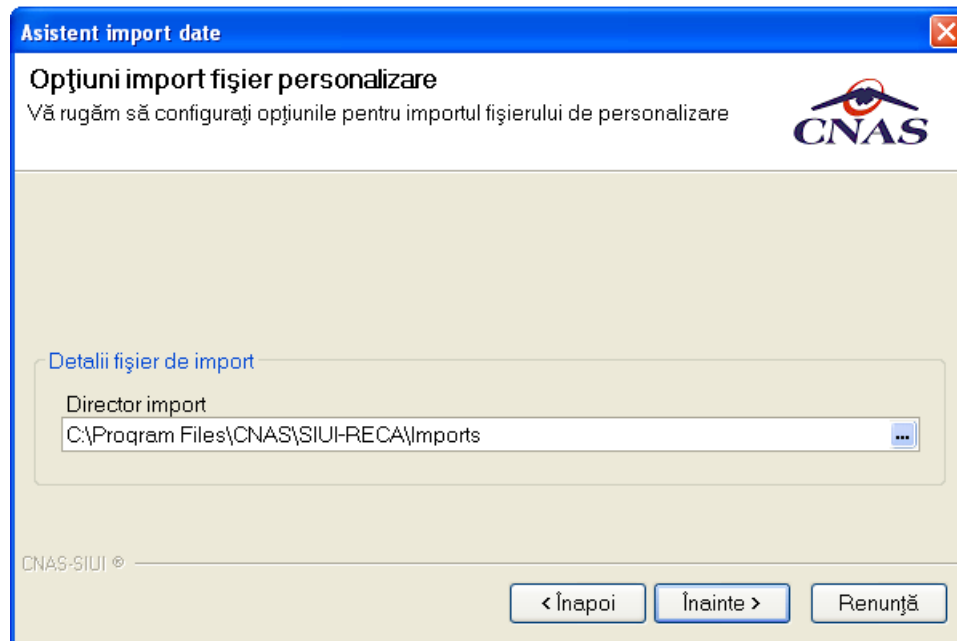 Asistent import date
Opţiuni import fişier personalizare
Vă rugăm să configuraţi opţiunile pentru importul fişierului de personalizare
CNAS
Detalii fişier de import
Director import
C:\Program Files\CNAS\SIUI-RECA\Imports
...
CNAS-SIUI ®
< Înapoi
Înainte >
Renunţă